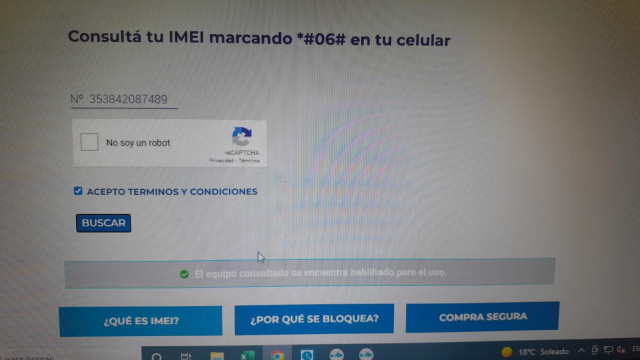 Consultá tu IMEI marcando *#06# en tu celular
Nº 353842087489
No soy un robot
reCAPTCHA
Privacidad - Términos
ACEPTO TERMINOS Y CONDICIONES
BUSCAR
El equipo consultado se encuentra habilitado para el uso.
¿QUÉ ES IMEI?
¿POR QUÉ SE BLOQUEA?
COMPRA SEGURA
18°C Soleado